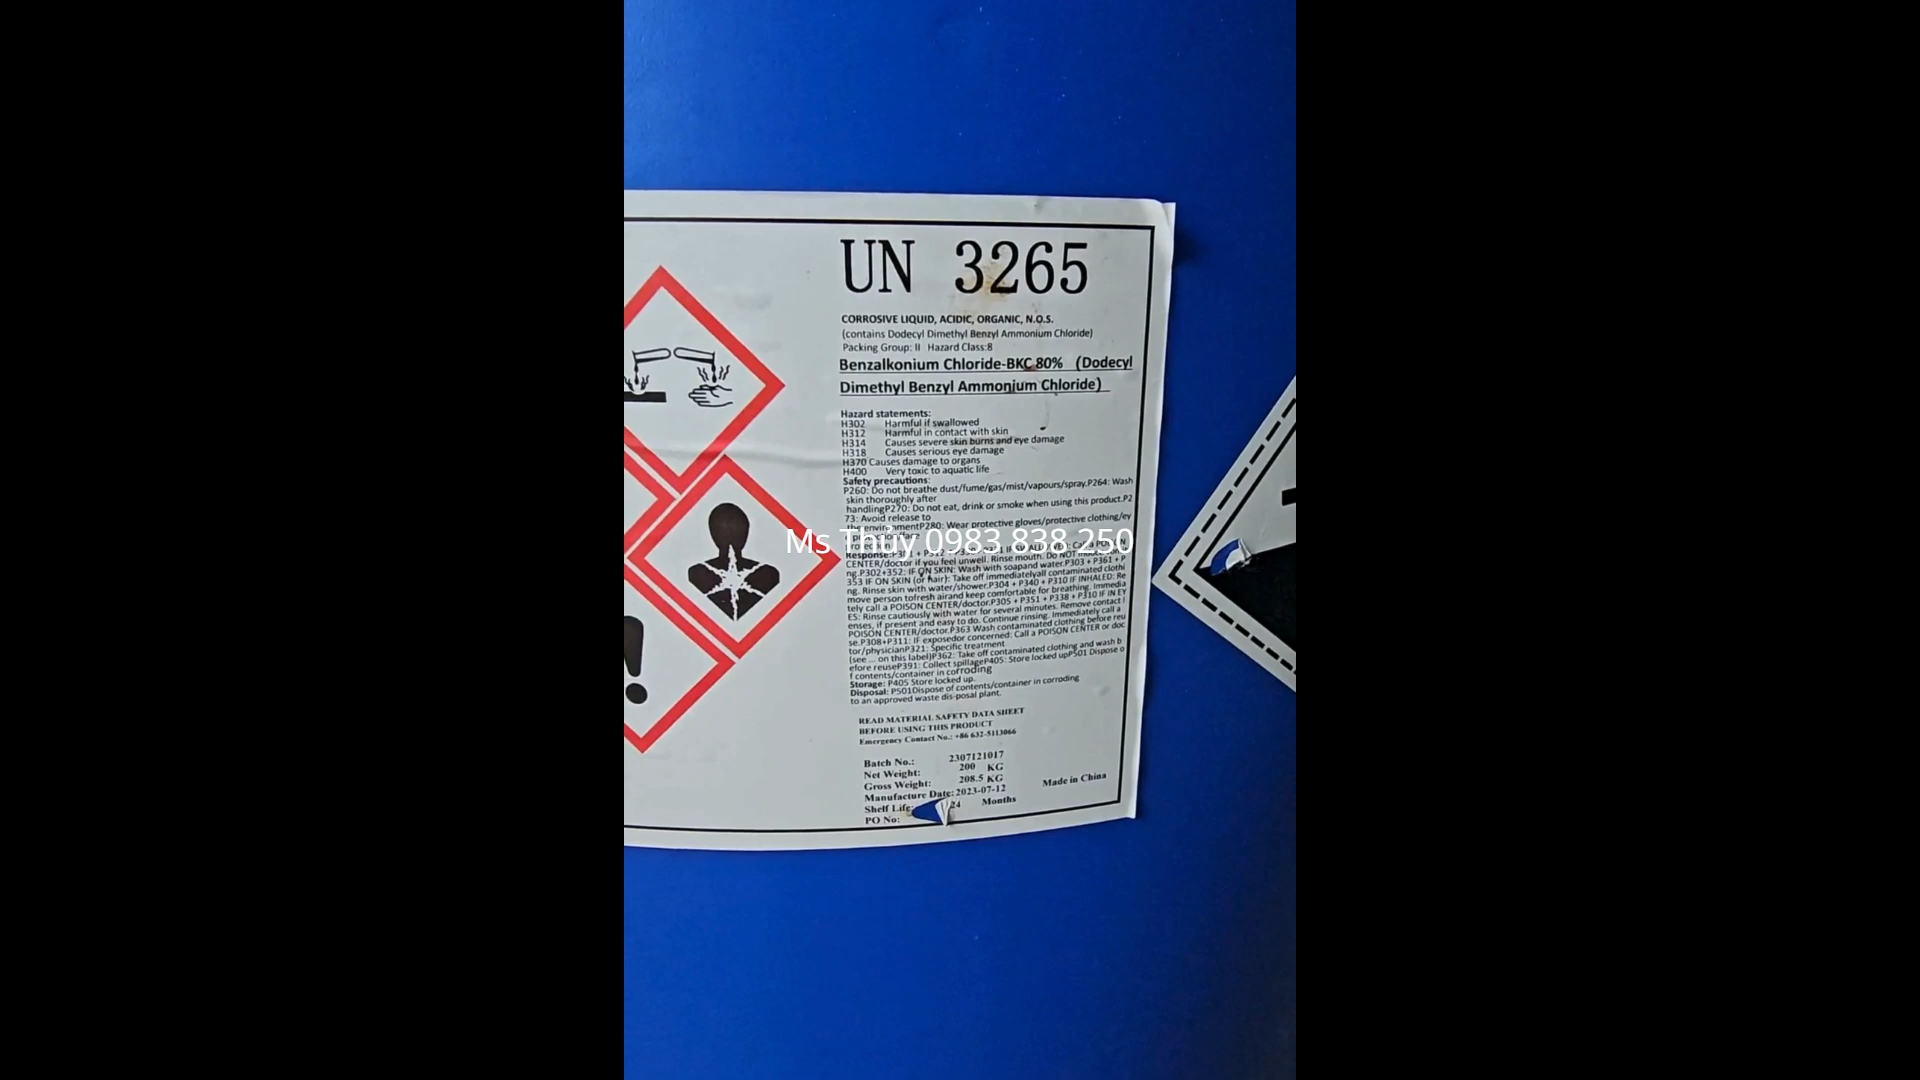 UN 3265
CORROSIVE LIQUID, ACIDIC, ORGANIC, N.O.S.
(contains Dodecyl Dimethyl Benzyl Ammonium Chloride)
Packing Group: II Hazard Class:8
Benzalkonium Chloride-BKC 80% (Dodecyl
Dimethyl Benzyl Ammonium Chloride)
Hazard statements:
H302 Harmful if swallowed
H312 Harmful in contact with skin
H314 Causes severe skin burns and eye damage
H318 Causes serious eye damage
H370 Causes damage to organs
H400 Very toxic to aquatic life
Safety precautions:
P260: Do not breathe dust/fume/gas/mist/vapours/spray.P264: Wash
skin thoroughly after
handlingP270: Do not eat, drink or smoke when using this product.P2
73: Avoid release to
the environmentP280: Wear protective gloves/protective clothing/ey
Ms Thủy 0983 838 250
Response:
CENTER/doctor if you feel unwell. Rinse mouth. Do NOT
ng.P302+352: IF ON SKIN: Wash with soapand water.P303 + P361 + P
353 IF ON SKIN (or hair): Take off immediatelyall contaminated clothi
ng. Rinse skin with water/shower.P304 + P340 + P310 IF INHALED: Re
move person tofresh airand keep comfortable for breathing. Immedia
tely call a POISON CENTER/doctor.P305 + P351 + P338 + P310 IF IN EY
ES: Rinse cautiously with water for several minutes. Remove contact l
enses, if present and easy to do. Continue rinsing. Immediately call a
POISON CENTER/doctor.P363 Wash contaminated clothing before reu
se.P308+P311: IF exposedor concerned: Call a POISON CENTER or doc
tor/physicianP321: Specific treatment
(see ... on this label)P362: Take off contaminated clothing and wash b
efore reuseP391: Collect spillageP405: Store locked upP501 Dispose o
f contents/container in corroding
Storage: P405 Store locked up.
Disposal: P501Dispose of contents/container in corroding
to an approved waste dis-posal plant.
READ MATERIAL SAFETY DATA SHEET
BEFORE USING THIS PRODUCT
Emergency Contact No.: +86 632-5113066
Batch No.: 2307121017
Net Weight: 200 KG
Gross Weight: 208.5 KG
Made in China
Manufacture Date: 2023-07-12
Shelf Life: 24 Months
PO No: